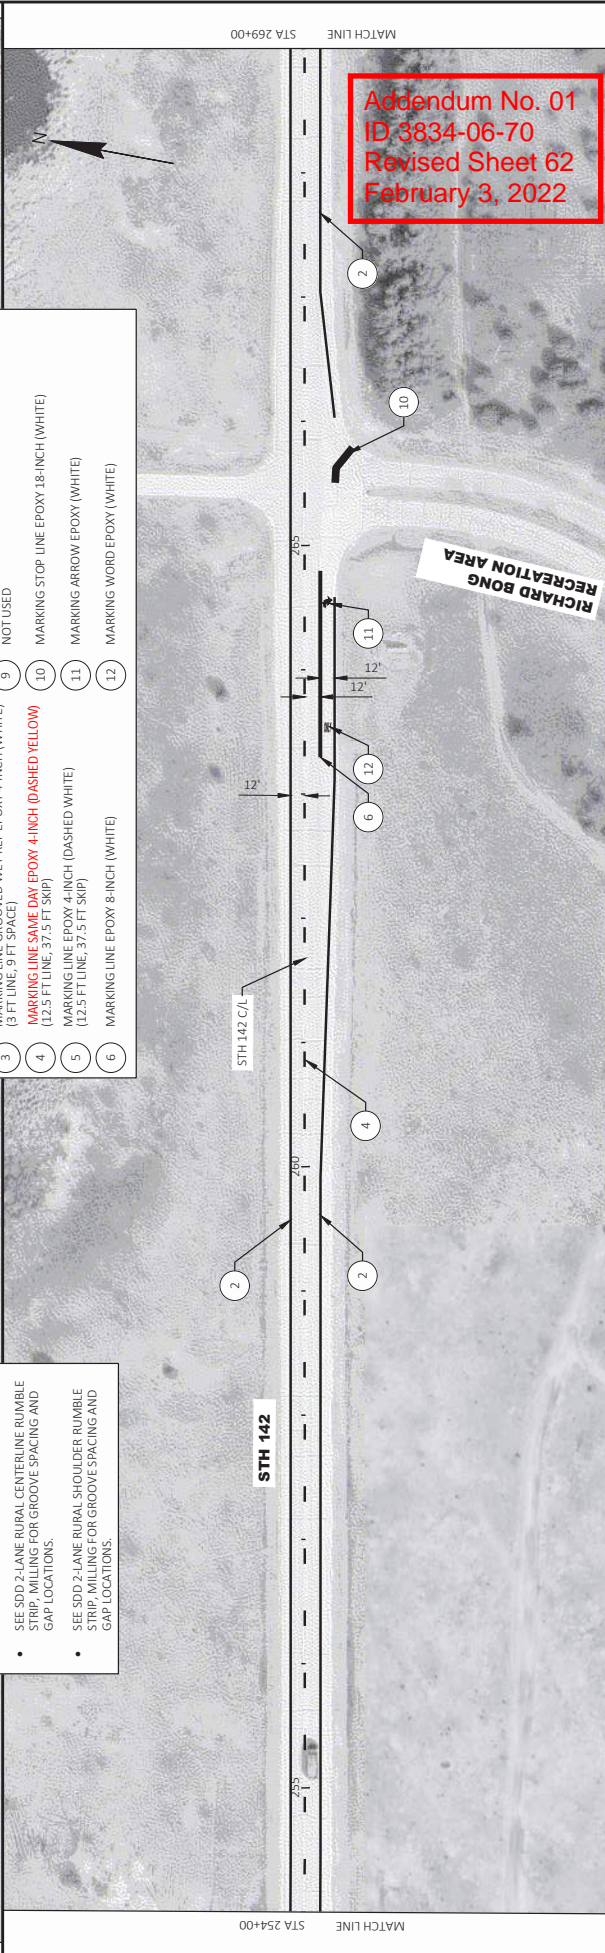 STA 269+00
MATCH LINE
Addendum No. 01
ID 3834-06-70
Revised Sheet 62
February 3, 2022
N
3
(3 FT LINE, 9 FT SPACE)
4
MARKING LINE SAME DAY EPOXY 4-INCH (DASHED YELLOW)
(12.5 FT LINE, 37.5 FT SKIP)
5
MARKING LINE EPOXY 4-INCH (DASHED WHITE)
(12.5 FT LINE, 37.5 FT SKIP)
6
MARKING LINE EPOXY 8-INCH (WHITE)
9
NOT USED
10
MARKING STOP LINE EPOXY 18-INCH (WHITE)
11
MARKING ARROW EPOXY (WHITE)
12
MARKING WORD EPOXY (WHITE)
2
10
265
RICHARD BONG
RECREATION AREA
11
12'
12'
12
6
12'
STH 142 C/L
4
260
2
2
STH 142
• SEE SDD 2-LANE RURAL CENTERLINE RUMBLE
STRIP, MILLING FOR GROOVE SPACING AND
GAP LOCATIONS.
• SEE SDD 2-LANE RURAL SHOULDER RUMBLE
STRIP, MILLING FOR GROOVE SPACING AND
GAP LOCATIONS.
255
STA 254+00
MATCH LINE